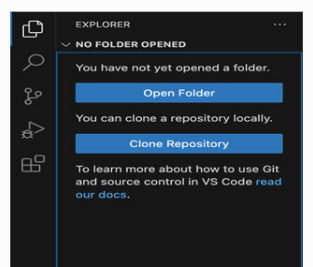 EXPLORER
NO FOLDER OPENED
You have not yet opened a folder.
Open Folder
You can clone a repository locally.
Clone Repository
To learn more about how to use Git
and source control in VS Code read
our docs.